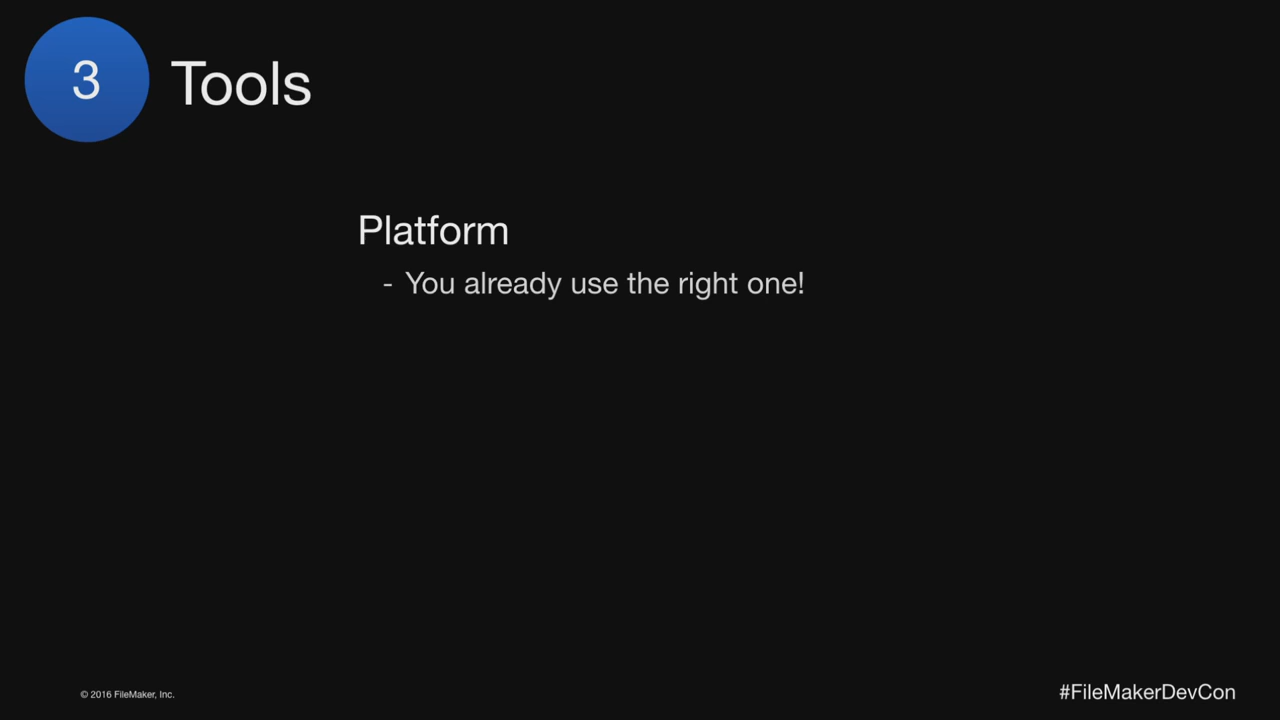 3 Tools
Platform
- You already use the right one!
© 2016 FileMaker, Inc.
#FileMakerDevCon